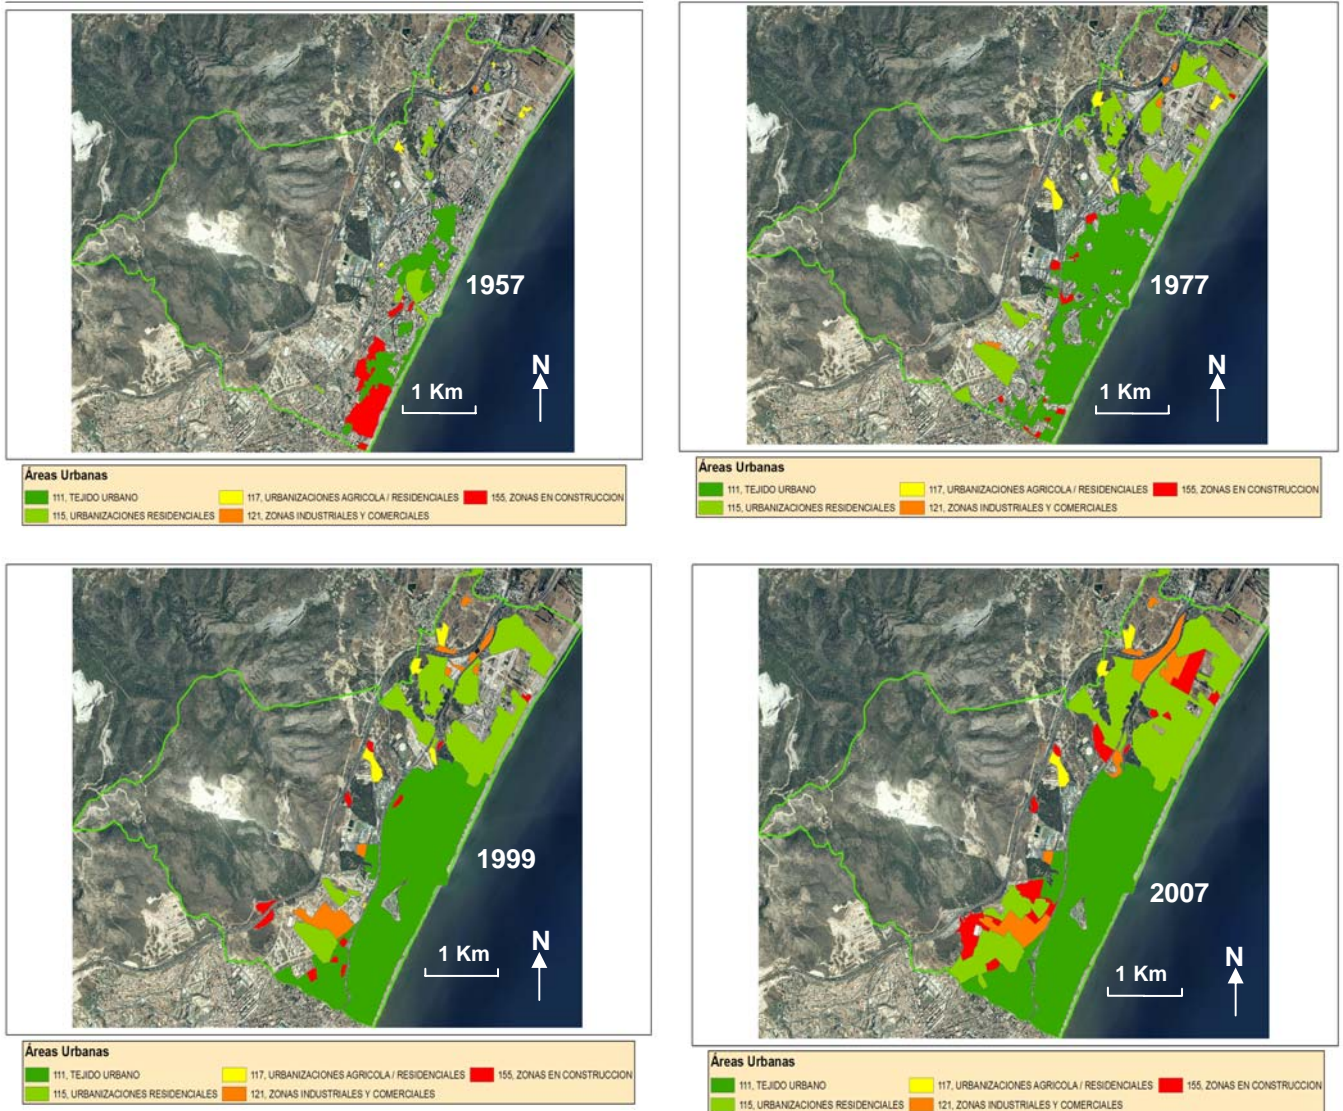 1957
N
1 Km
Áreas Urbanas
111, TEJIDO URBANO 117, URBANIZACIONES AGRICOLA / RESIDENCIALES 155, ZONAS EN CONSTRUCCION
115, URBANIZACIONES RESIDENCIALES 121, ZONAS INDUSTRIALES Y COMERCIALES
1977
N
1 Km
Áreas Urbanas
111, TEJIDO URBANO 117, URBANIZACIONES AGRICOLA / RESIDENCIALES 155, ZONAS EN CONSTRUCCION
115, URBANIZACIONES RESIDENCIALES 121, ZONAS INDUSTRIALES Y COMERCIALES
1999
N
1 Km
Áreas Urbanas
111, TEJIDO URBANO 117, URBANIZACIONES AGRICOLA / RESIDENCIALES 155, ZONAS EN CONSTRUCCION
115, URBANIZACIONES RESIDENCIALES 121, ZONAS INDUSTRIALES Y COMERCIALES
2007
N
1 Km
Áreas Urbanas
111, TEJIDO URBANO 117, URBANIZACIONES AGRICOLA / RESIDENCIALES 155, ZONAS EN CONSTRUCCION
115, URBANIZACIONES RESIDENCIALES 121, ZONAS INDUSTRIALES Y COMERCIALES